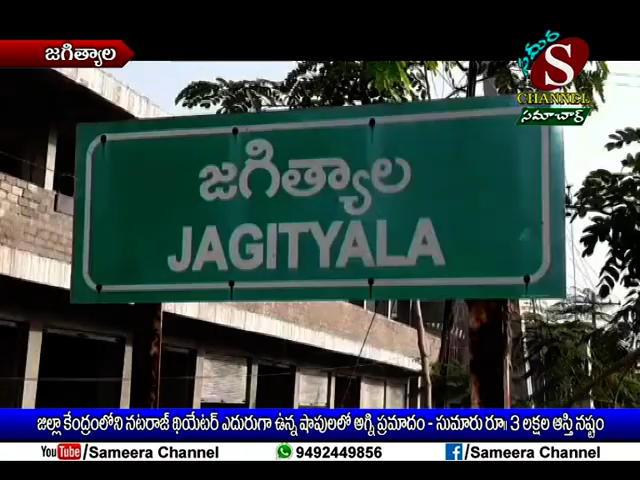 జగిత్యాల
సమీర
S
CHANNEL
సమాచార్
జగిత్యాల
JAGITYALA
జిల్లా కేంద్రంలోని నటరాజ్ థియేటర్ ఎదురుగా ఉన్న షాపులలో అగ్ని ప్రమాదం - సుమారు రూ॥ 3 లక్షల ఆస్తి నష్టం
YouTube /Sameera Channel 9492449856 f /Sameera Channel